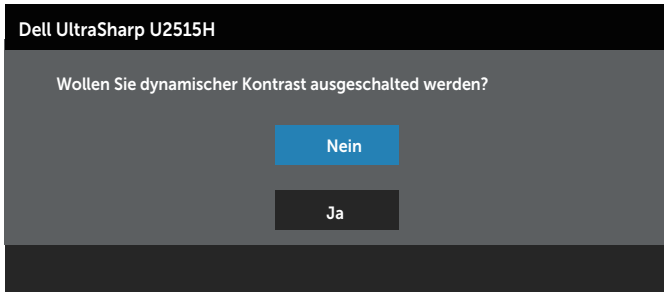 Dell UltraSharp U2515H
Wollen Sie dynamischer Kontrast ausgeschalted werden?
Nein
Ja